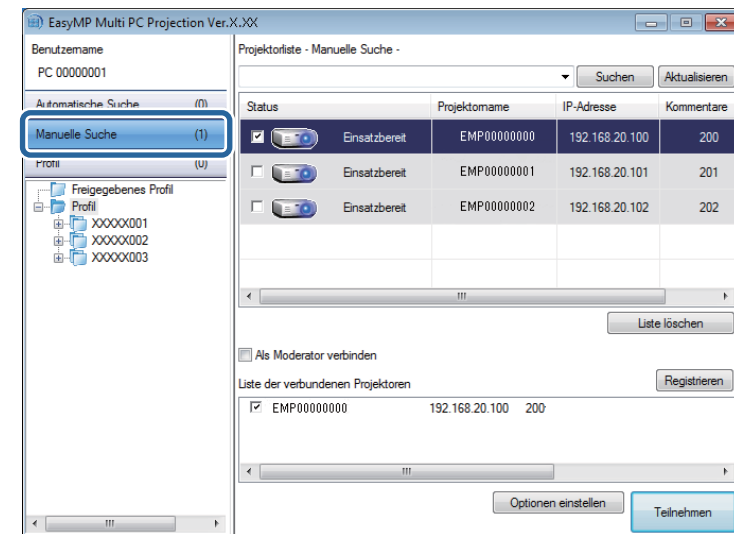 EasyMP Multi PC Projection Ver.X.XX
Benutzername
PC 00000001
Automatische Suche (0)
Manuelle Suche (1)
Profil (0)
Freigegebenes Profil
Profil
XXXXX001
XXXXX002
XXXXX003
Projektorliste - Manuelle Suche -
Suchen Aktualisieren
Status Projektorname IP-Adresse Kommentare
Einsatzbereit EMP00000000 192.168.20.100 200
Einsatzbereit EMP00000001 192.168.20.101 201
Einsatzbereit EMP00000002 192.168.20.102 202
Liste löschen
Als Moderator verbinden
Liste der verbundenen Projektoren Registrieren
EMP00000000 192.168.20.100 200
Optionen einstellen Teilnehmen